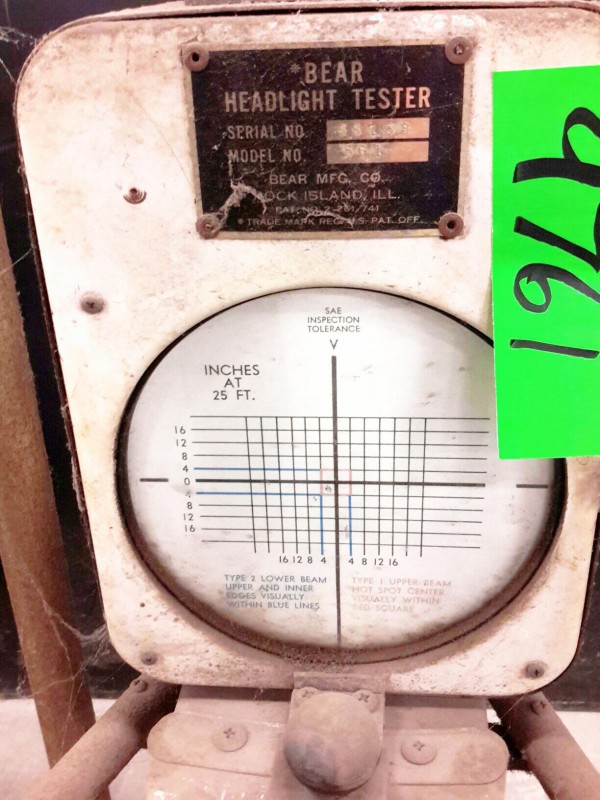 *BEAR
HEADLIGHT TESTER
SERIAL NO.
MODEL NO.
BEAR MFG. CO.
ROCK ISLAND, ILL.
PAT. NO.
*TRADE MARK REG. U.S. PAT. OFF.
SAE
INSPECTION
TOLERANCE
V
INCHES
AT
25 FT.
16
12
8
4
0
4
8
12
16
16 12 8 4 4 8 12 16
TYPE 2 LOWER BEAM
UPPER AND INNER
EDGES VISUALLY
WITHIN BLUE LINES
TYPE 1 UPPER BEAM
HOT SPOT CENTER
VISUALLY WITHIN
RED SQUARE